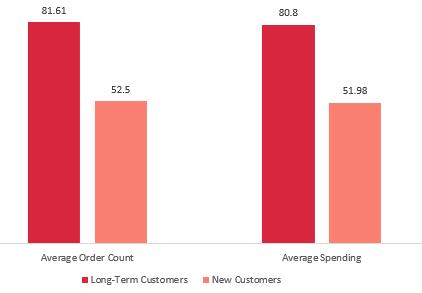 81.61
80.8
52.5
51.98
Average Order Count
Average Spending
Long-Term Customers
New Customers